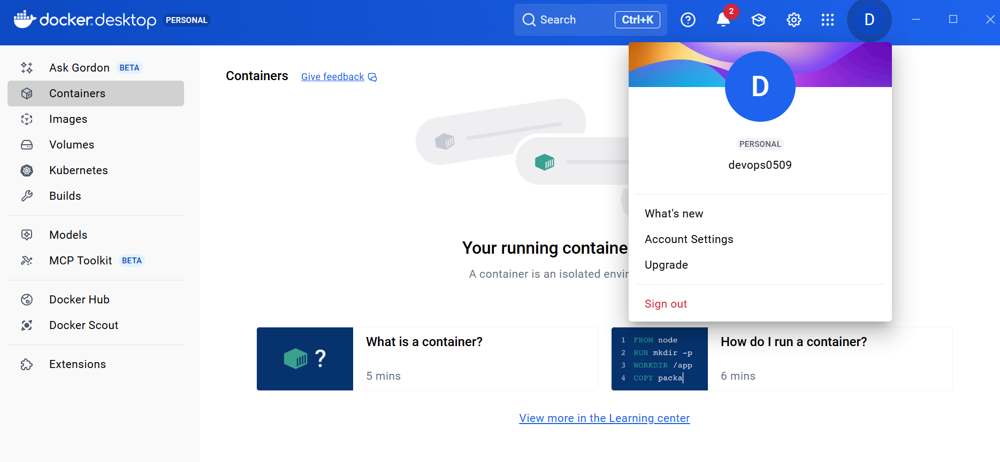 docker desktop PERSONAL
Search Ctrl+K
2
D
Ask Gordon BETA
Containers
Images
Volumes
Kubernetes
Builds
Models
MCP Toolkit BETA
Docker Hub
Docker Scout
Extensions
Containers Give feedback
Your running containe
A container is an isolated envir
D
PERSONAL
devops0509
What's new
Account Settings
Upgrade
Sign out
?
What is a container?
5 mins
1 FROM node
2 RUN mkdir -p
3 WORKDIR /app
4 COPY packa
How do I run a container?
6 mins
View more in the Learning center